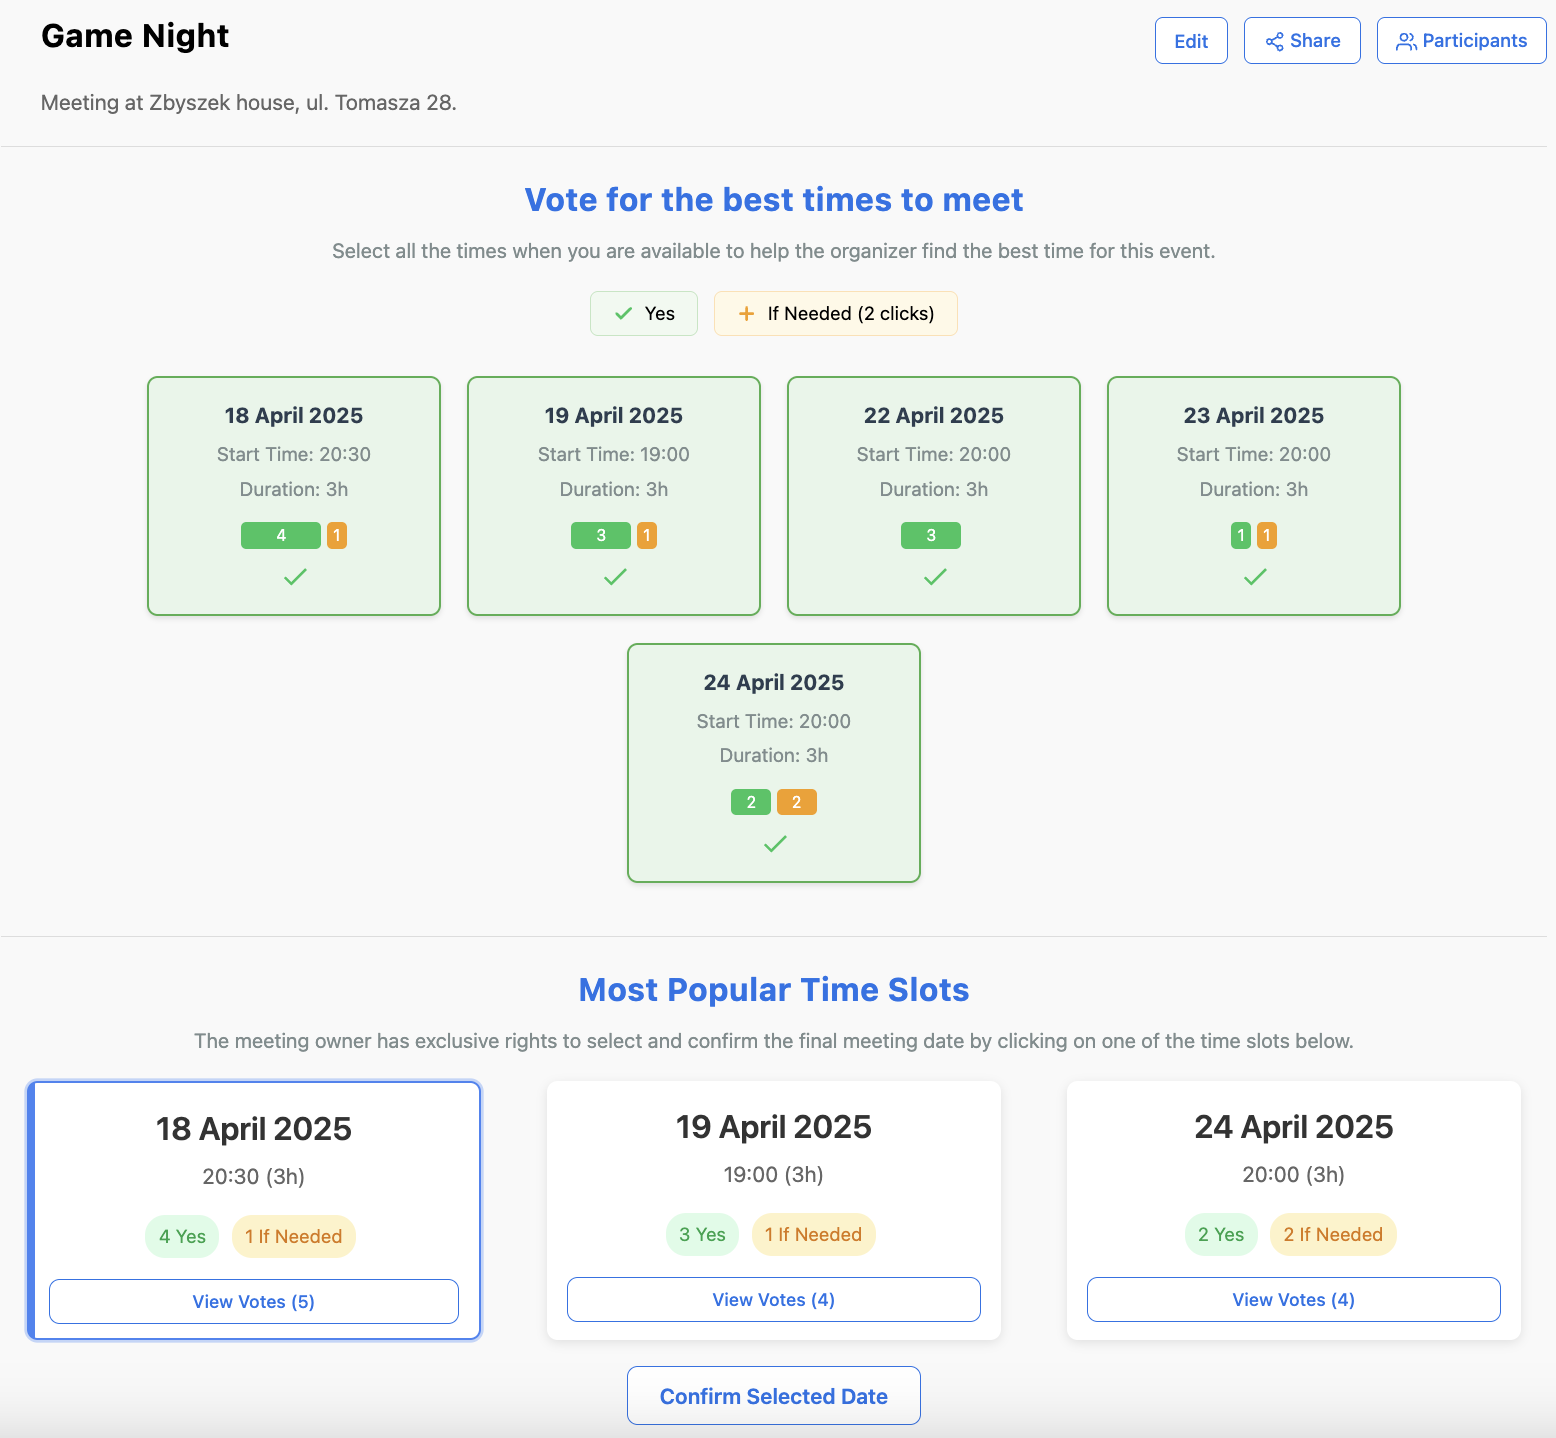 Game Night
Edit
Share
Participants
Meeting at Zbyszek house, ul. Tomasza 28.
Vote for the best times to meet
Select all the times when you are available to help the organizer find the best time for this event.
Yes
If Needed (2 clicks)
18 April 2025
Start Time: 20:30
Duration: 3h
4 1
19 April 2025
Start Time: 19:00
Duration: 3h
3 1
22 April 2025
Start Time: 20:00
Duration: 3h
3
23 April 2025
Start Time: 20:00
Duration: 3h
1 1
24 April 2025
Start Time: 20:00
Duration: 3h
2 2
Most Popular Time Slots
The meeting owner has exclusive rights to select and confirm the final meeting date by clicking on one of the time slots below.
18 April 2025
20:30 (3h)
4 Yes 1 If Needed
View Votes (5)
19 April 2025
19:00 (3h)
3 Yes 1 If Needed
View Votes (4)
24 April 2025
20:00 (3h)
2 Yes 2 If Needed
View Votes (4)
Confirm Selected Date